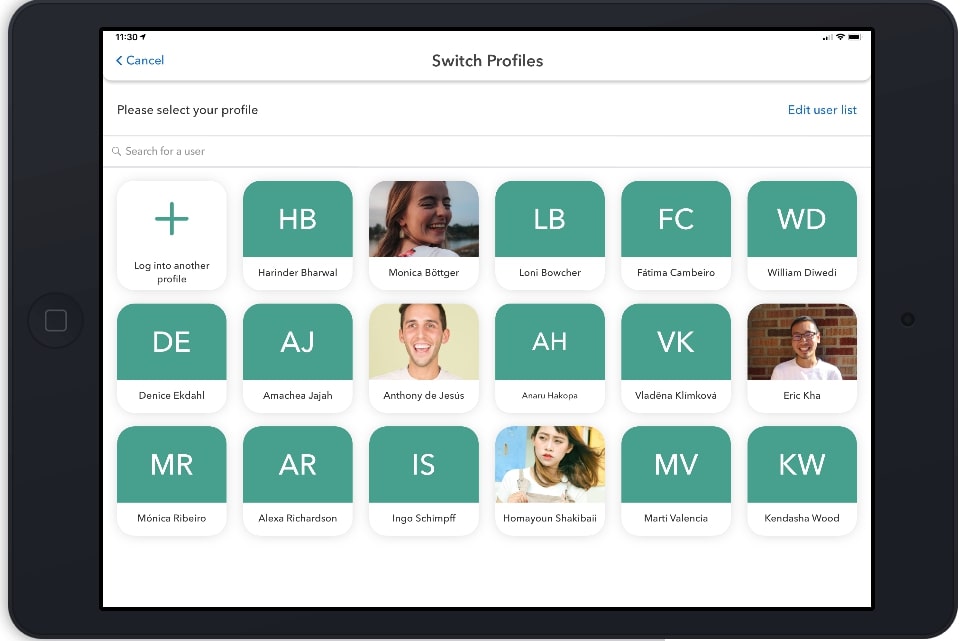 11:30
Cancel
Switch Profiles
Please select your profile
Edit user list
Search for a user
Log into another
profile
HB
Harinder Bharwal
Monica Böttger
LB
Loni Bowcher
FC
Fátima Cambeiro
WD
William Diwedi
DE
Denice Ekdahl
AJ
Amachea Jajah
Anthony de Jesús
AH
Anaru Hakopa
VK
Vladěna Klímková
Eric Kha
MR
Mónica Ribeiro
AR
Alexa Richardson
IS
Ingo Schimpff
Homayoun Shakibaii
MV
Marti Valencia
KW
Kendasha Wood